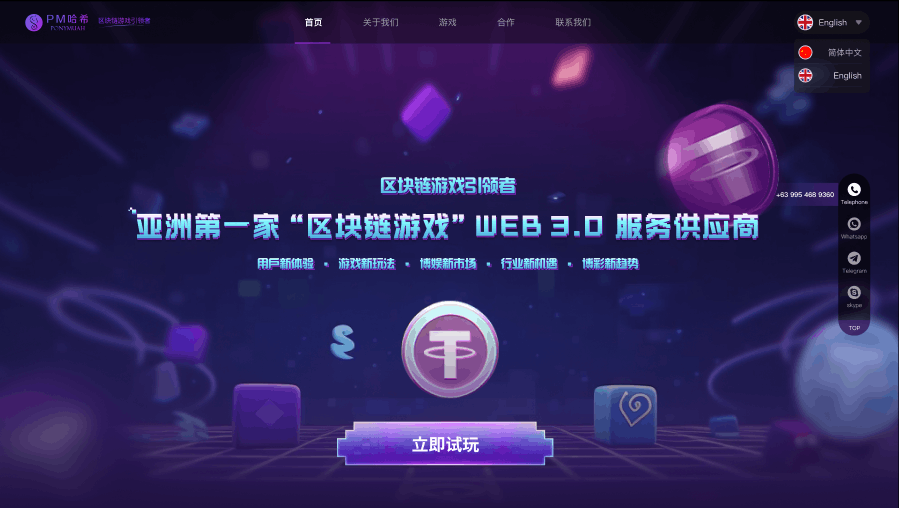 PM哈希
PONYMUAH
区块链游戏引领者
首页
关于我们
游戏
合作
联系我们
English
简体中文
English
区块链游戏引领者
亚洲第一家“区块链游戏”WEB 3.0 服务供应商
用戶新体验 • 游戏新玩法 • 博娱新市场 • 行业新机遇 • 博彩新趋势
+63 995 468 9360
Telephone
Whatsapp
Telegram
skype
TOP
立即试玩